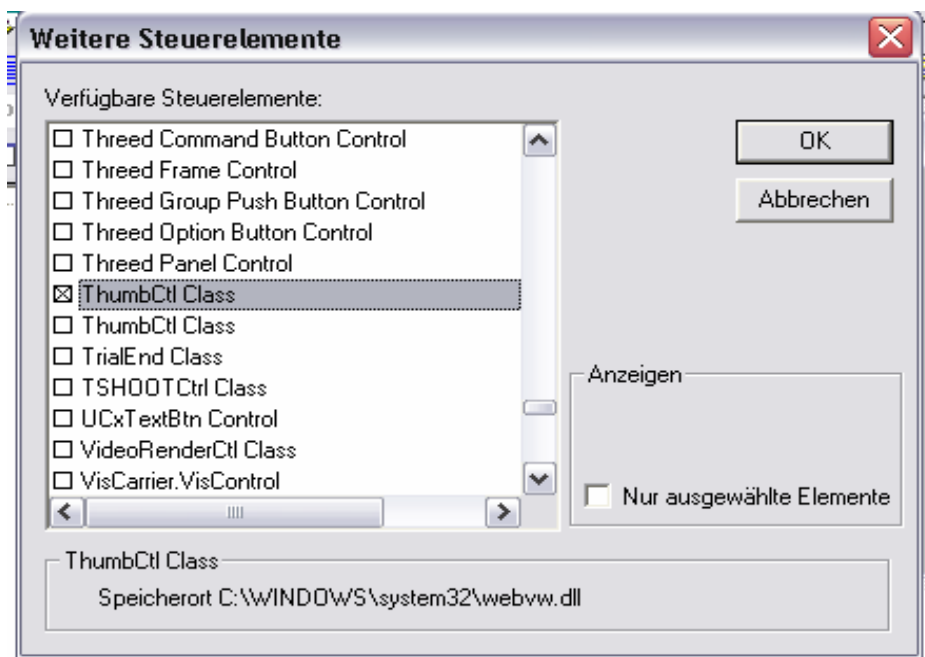 Weitere Steuerelemente
Verfügbare Steuerelemente:
Threed Command Button Control
Threed Frame Control
Threed Group Push Button Control
Threed Option Button Control
Threed Panel Control
ThumbCtl Class
ThumbCtl Class
TrialEnd Class
TSHOOTCtrl Class
UCxTextBtn Control
VideoRenderCtl Class
VisCarrier.VisControl
OK
Abbrechen
Anzeigen
Nur ausgewählte Elemente
ThumbCtl Class
Speicherort C:\WINDOWS\system32\webvw.dll